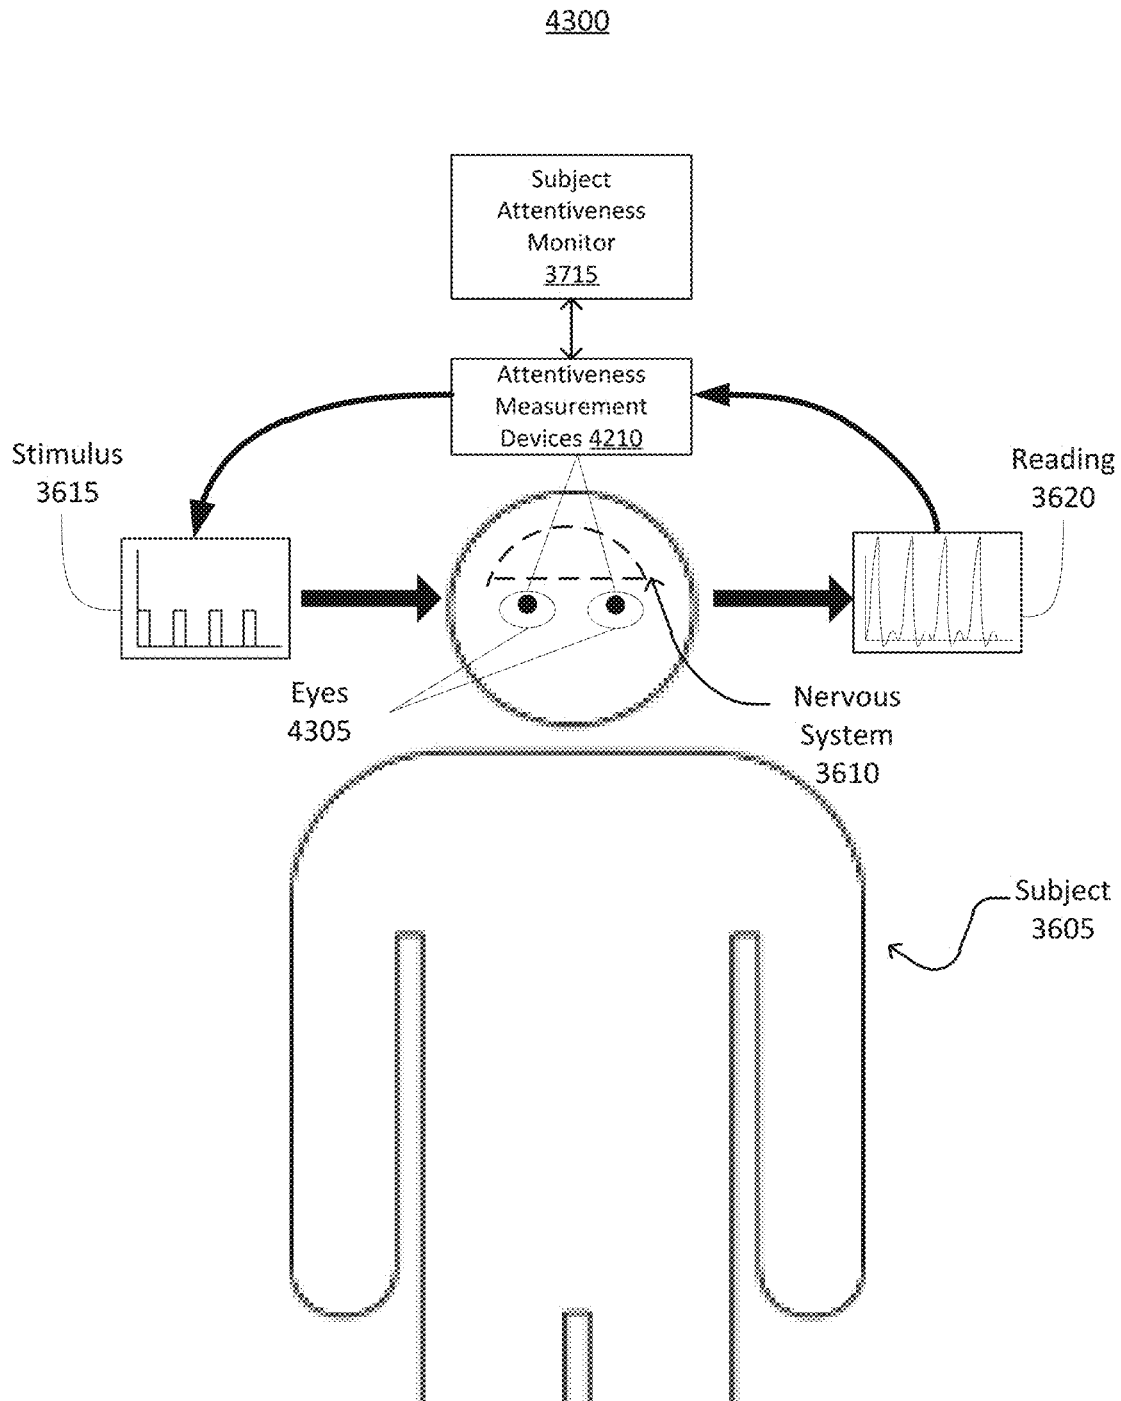 4300
Subject
Attentiveness
Monitor
3715
Attentiveness
Measurement
Devices 4210
Stimulus
3615
Reading
3620
Eyes
4305
Nervous
System
3610
Subject
3605